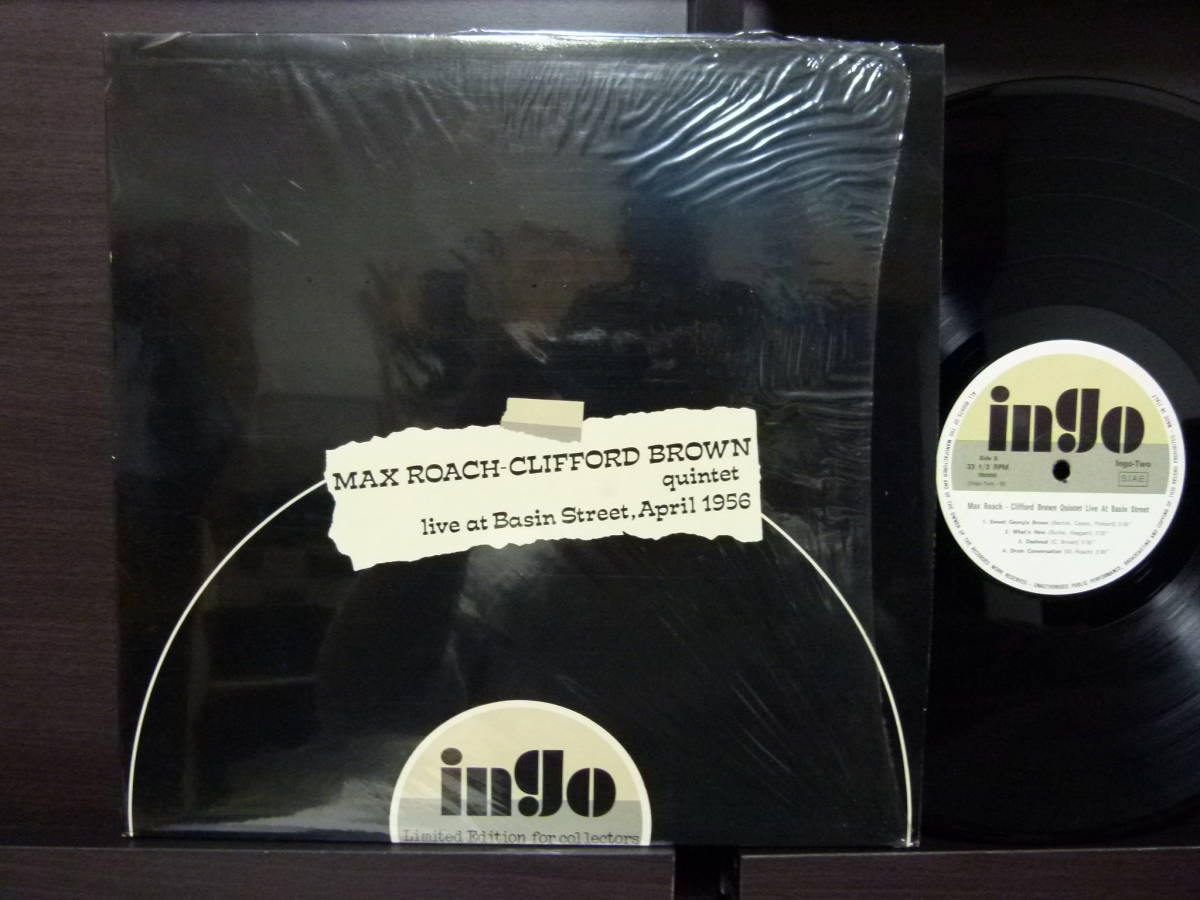 MAX ROACH-CLIFFORD BROWN
quintet
live at Basin Street, April 1956
ingo
Limited Edition for collectors
ingo
33 1/3 RPM
Ingo-Two
S.I.A.E.
Max Roach - Clifford Brown Quintet Live At Basin Street
1. Sweet Georgia Brown
2. What's New
3. Daahoud
4. Drum Conversation